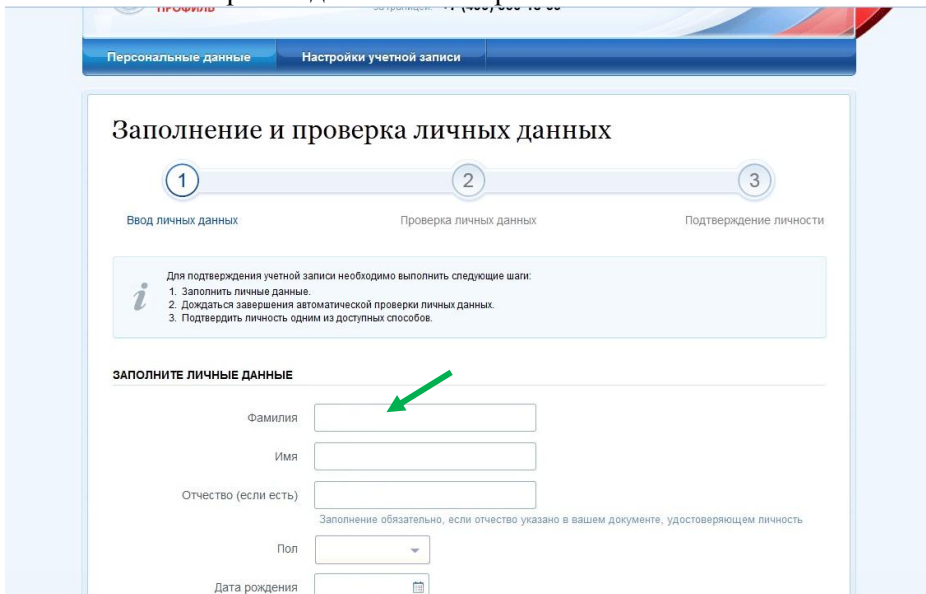 ПРОФИЛЬ
Персональные данные Настройки учетной записи
Заполнение и проверка личных данных
1 2 3
Ввод личных данных Проверка личных данных Подтверждение личности
Для подтверждения учетной записи необходимо выполнить следующие шаги:
1. Заполнить личные данные.
2. Дождаться завершения автоматической проверки личных данных.
3. Подтвердить личность одним из доступных способов.
ЗАПОЛНИТЕ ЛИЧНЫЕ ДАННЫЕ
Фамилия
Имя
Отчество (если есть)
Заполнение обязательно, если отчество указано в вашем документе, удостоверяющем личность
Пол
Дата рождения